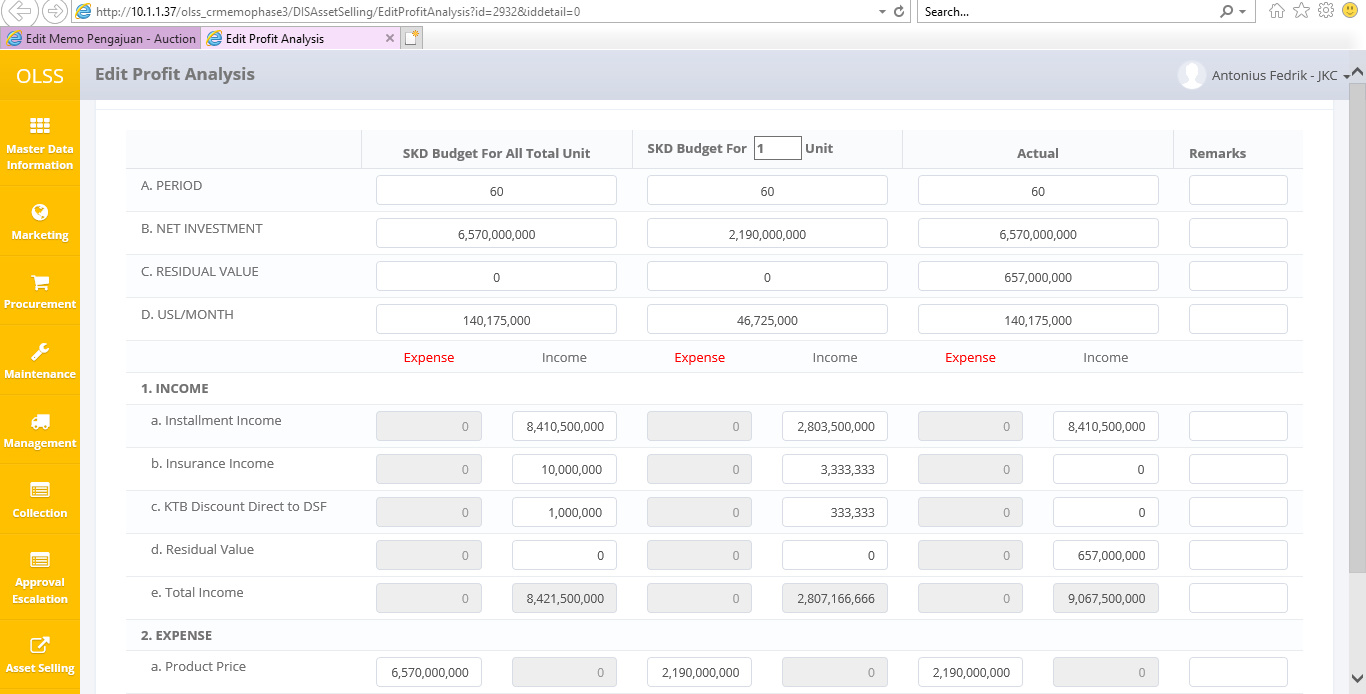 http://10.1.1.37/olss_crmemophase3/DISAssetSelling/EditProfitAnalysis?id=2932&iddetail=0
Search...
Edit Memo Pengajuan - Auction
Edit Profit Analysis
OLSS
Edit Profit Analysis
Antonius Fedrik - JKC
Master Data
Information
Marketing
Procurement
Maintenance
Management
Collection
Approval
Escalation
Asset Selling
SKD Budget For All Total Unit SKD Budget For 1 Unit Actual Remarks
A. PERIOD 60 60 60
B. NET INVESTMENT 6,570,000,000 2,190,000,000 6,570,000,000
C. RESIDUAL VALUE 0 0 657,000,000
D. USL/MONTH 140,175,000 46,725,000 140,175,000
Expense Income Expense Income Expense Income
1. INCOME
a. Installment Income 0 8,410,500,000 0 2,803,500,000 0 8,410,500,000
b. Insurance Income 0 10,000,000 0 3,333,333 0 0
c. KTB Discount Direct to DSF 0 1,000,000 0 333,333 0 0
d. Residual Value 0 0 0 0 0 657,000,000
e. Total Income 0 8,421,500,000 0 2,807,166,666 0 9,067,500,000
2. EXPENSE
a. Product Price 6,570,000,000 0 2,190,000,000 0 2,190,000,000 0